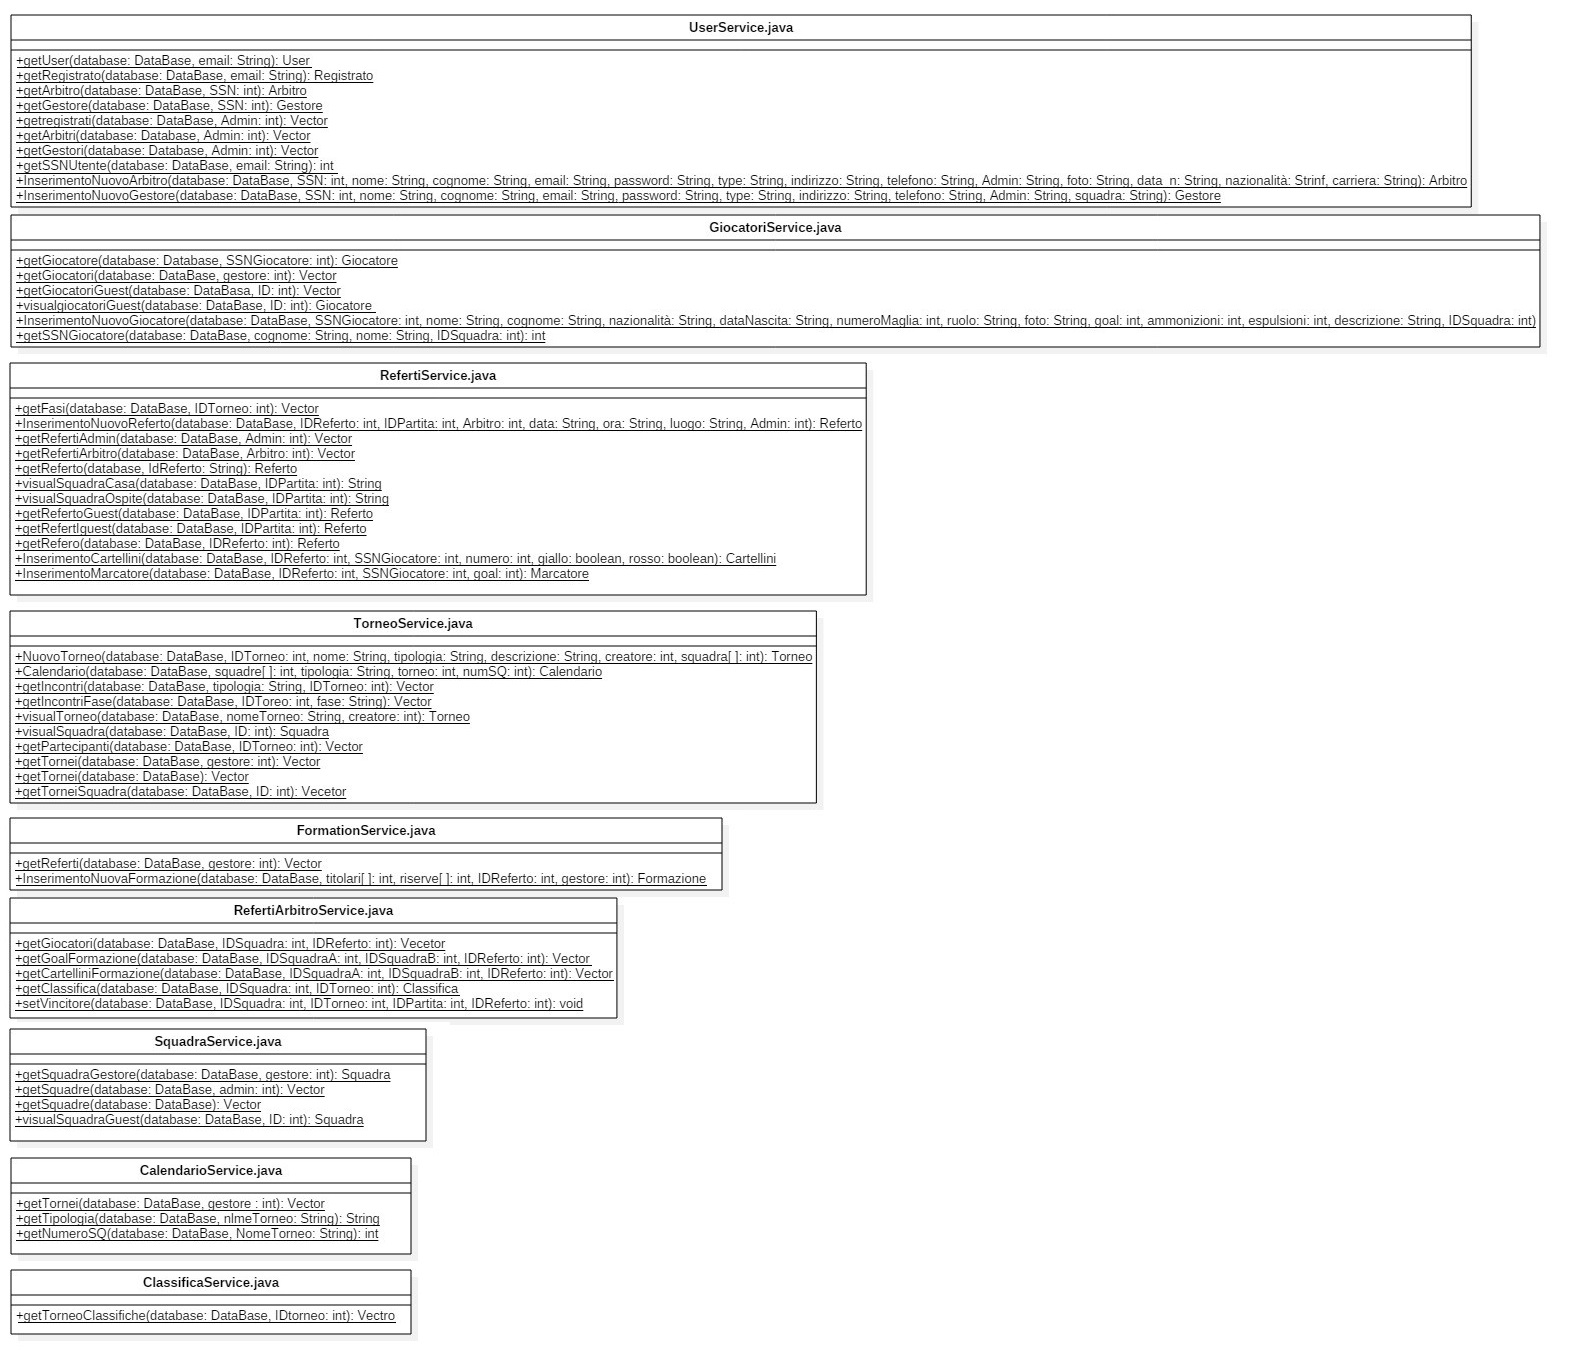 UserService.java
+getUser(database: DataBase, email: String): User
+getRegistrato(database: DataBase, email: String): Registrato
+getArbitro(database: DataBase, SSN: int): Arbitro
+getGestore(database: DataBase, SSN: int): Gestore
+getregistrati(database: DataBase, Admin: int): Vector
+getArbitri(database: Database, Admin: int): Vector
+getGestori(database: DataBase, Admin: int): Vector
+getSSNUtente(database: DataBase, email: String): int
+InserimentoNuovoArbitro(database: DataBase, SSN: int, nome: String, cognome: String, email: String, password: String, type: String, indirizzo: String, telefono: String, Admin: String, foto: String, data_n: String, nazionalità: Strinf, carriera: String): Arbitro
+InserimentoNuovoGestore(database: DataBase, SSN: int, nome: String, cognome: String, email: String, password: String, type: String, indirizzo: String, telefono: String, Admin: String, squadra: String): Gestore
GiocatoriService.java
+getGiocatore(database: Database, SSNGiocatore: int): Giocatore
+getGiocatori(database: DataBase, gestore: int): Vector
+getGiocatoriGuest(database: DataBasa, ID: int): Vector
+visualgiocatoriGuest(database: DataBase, ID: int): Giocatore
+InserimentoNuovoGiocatore(database: DataBase, SSNGiocatore: int, nome: String, cognome: String, nazionalità: String, dataNascita: String, numeroMaglia: int, ruolo: String, foto: String, goal: int, ammonizioni: int, espulsioni: int, descrizione: String, IDSquadra: int)
+getSSNGiocatore(database: DataBase, cognome: String, nome: String, IDSquadra: int): int
RefertiService.java
+getFasi(database: DataBase, IDTorneo: int): Vector
+InserimentoNuovoReferto(database: DataBase, IDReferto: int, IDPartita: int, Arbitro: int, data: String, ora: String, luogo: String, Admin: int): Referto
+getRefertiAdmin(database: DataBase, Admin: int): Vector
+getRefertiArbitro(database: DataBase, Arbitro: int): Vector
+getReferto(database, IdReferto: String): Referto
+visualSquadraCasa(database: DataBase, IDPartita: int): String
+visualSquadraOspite(database: DataBase, IDPartita: int): String
+getRefertoGuest(database: DataBase, IDPartita: int): Referto
+getRefertIguest(database: DataBase, IDPartita: int): Referto
+getRefero(database: DataBase, IDReferto: int): Referto
+InserimentoCartellini(database: DataBase, IDReferto: int, SSNGiocatore: int, numero: int, giallo: boolean, rosso: boolean): Cartellini
+InserimentoMarcatore(database: DataBase, IDReferto: int, SSNGiocatore: int, goal: int): Marcatore
TorneoService.java
+NuovoTorneo(database: DataBase, IDTorneo: int, nome: String, tipologia: String, descrizione: String, creatore: int, squadra[ ]: int): Torneo
+Calendario(database: DataBase, squadre[ ]: int, tipologia: String, torneo: int, numSQ: int): Calendario
+getIncontri(database: DataBase, tipologia: String, IDTorneo: int): Vector
+getIncontriFase(database: DataBase, IDToreo: int, fase: String): Vector
+visualTorneo(database: DataBase, nomeTorneo: String, creatore: int): Torneo
+visualSquadra(database: DataBase, ID: int): Squadra
+getPartecipanti(database: DataBase, IDTorneo: int): Vector
+getTornei(database: DataBase, gestore: int): Vector
+getTornei(database: DataBase): Vector
+getTorneiSquadra(database: DataBase, ID: int): Vecetor
FormationService.java
+getReferti(database: DataBase, gestore: int): Vector
+InserimentoNuovaFormazione(database: DataBase, titolari[ ]: int, riserve[ ]: int, IDReferto: int, gestore: int): Formazione
RefertiArbitroService.java
+getGiocatori(database: DataBase, IDSquadra: int, IDReferto: int): Vecetor
+getGoalFormazione(database: DataBase, IDSquadraA: int, IDSquadraB: int, IDReferto: int): Vector
+getCartelliniFormazione(database: DataBase, IDSquadraA: int, IDSquadraB: int, IDReferto: int): Vector
+getClassifica(database: DataBase, IDSquadra: int, IDTorneo: int): Classifica
+setVincitore(database: DataBase, IDSquadra: int, IDTorneo: int, IDPartita: int, IDReferto: int): void
SquadraService.java
+getSquadraGestore(database: DataBase, gestore: int): Squadra
+getSquadre(database: DataBase, admin: int): Vector
+getSquadre(database: DataBase): Vector
+visualSquadraGuest(database: DataBase, ID: int): Squadra
CalendarioService.java
+getTornei(database: DataBase, gestore : int): Vector
+getTipologia(database: DataBase, nlmeTorneo: String): String
+getNumeroSQ(database: DataBase, NomeTorneo: String): int
ClassificaService.java
+getTorneoClassifiche(database: DataBase, IDtorneo: int): Vectro